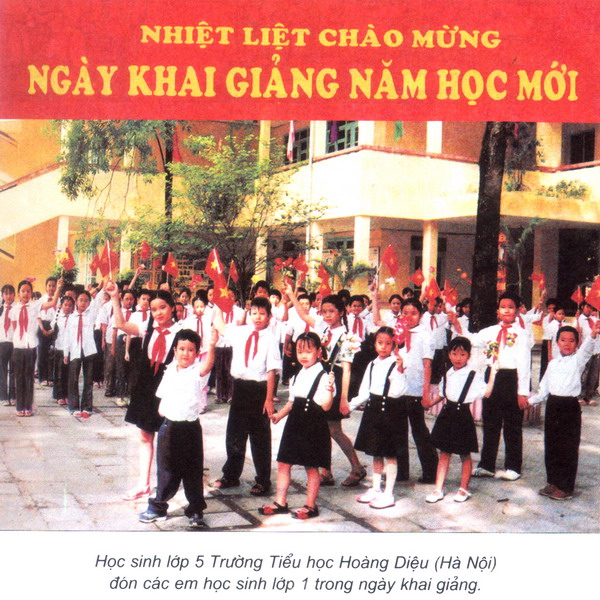 NHIỆT LIỆT CHÀO MỪNG
NGÀY KHAI GIẢNG NĂM HỌC MỚI
Học sinh lớp 5 Trường Tiểu học Hoàng Diệu (Hà Nội)
đón các em học sinh lớp 1 trong ngày khai giảng.